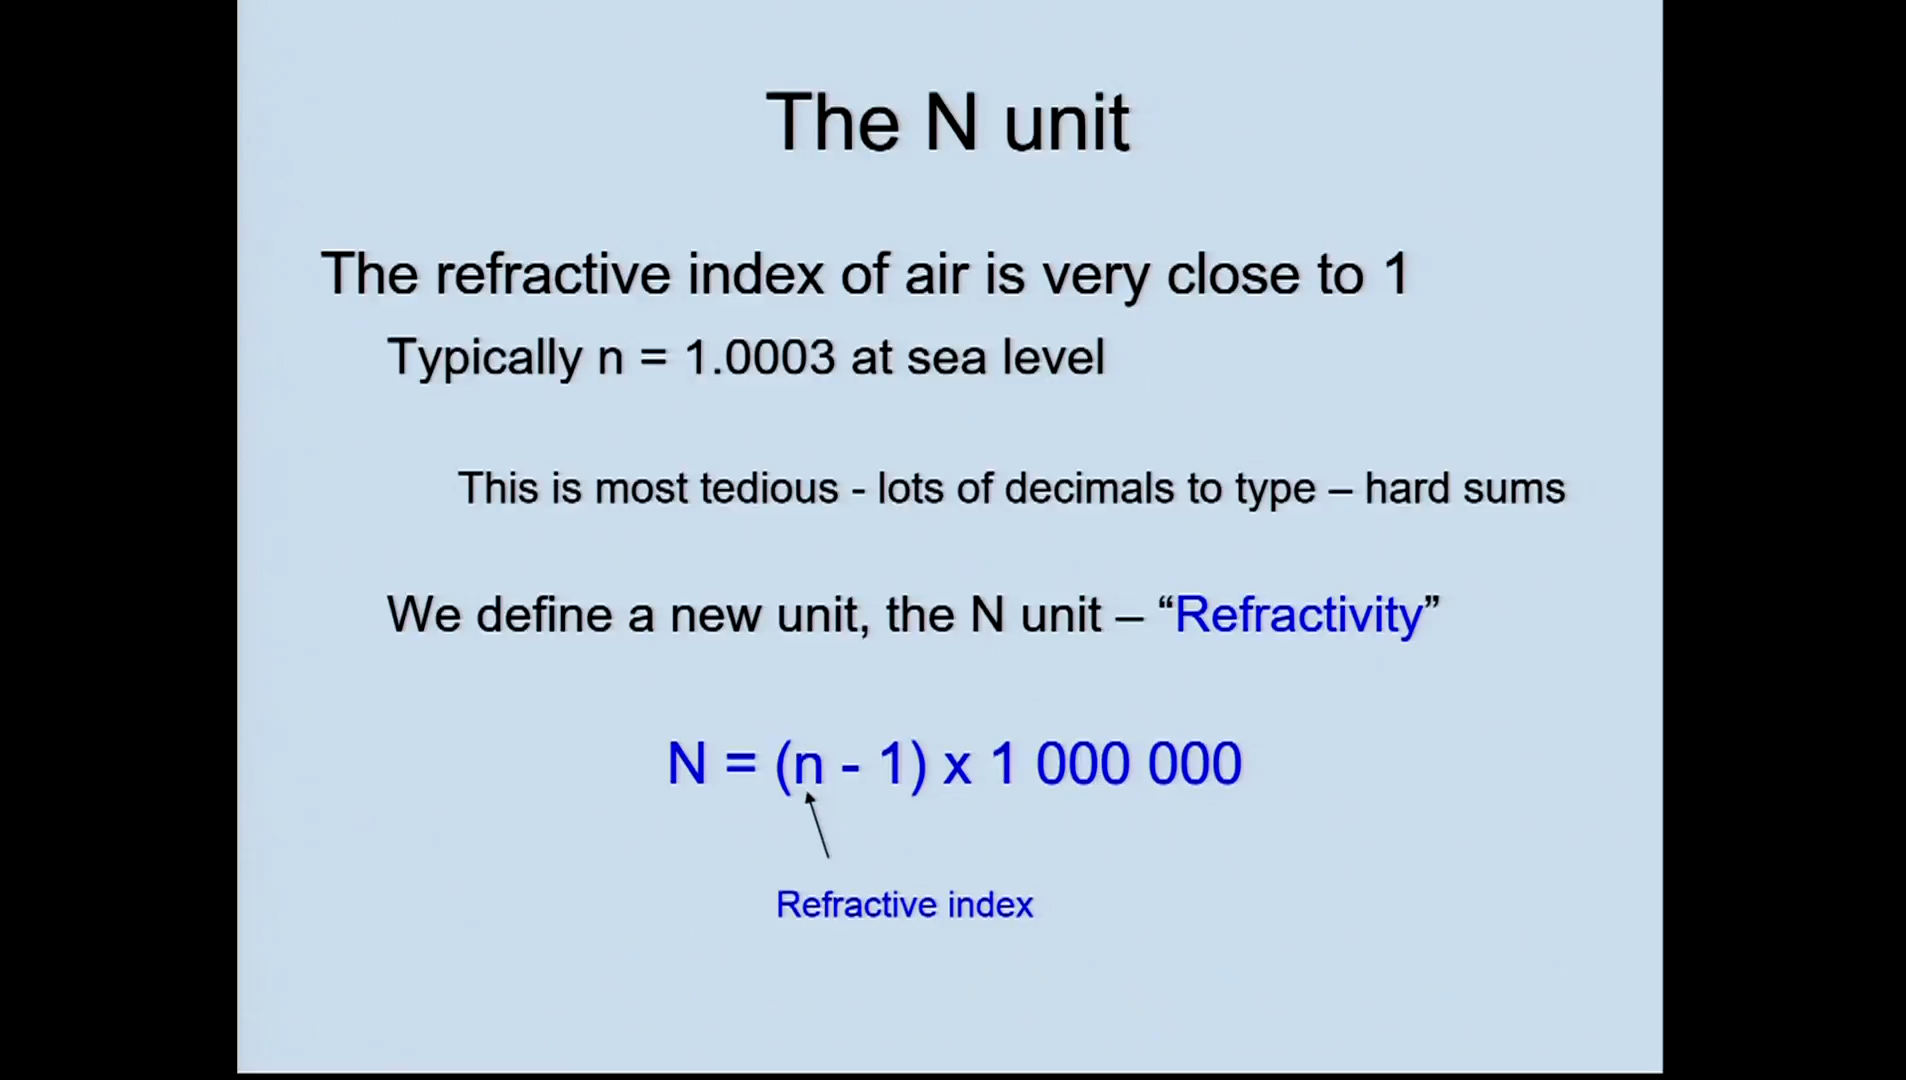 The N unit
The refractive index of air is very close to 1
Typically n = 1.0003 at sea level
This is most tedious - lots of decimals to type – hard sums
We define a new unit, the N unit – “Refractivity”
N = (n - 1) x 1 000 000
Refractive index